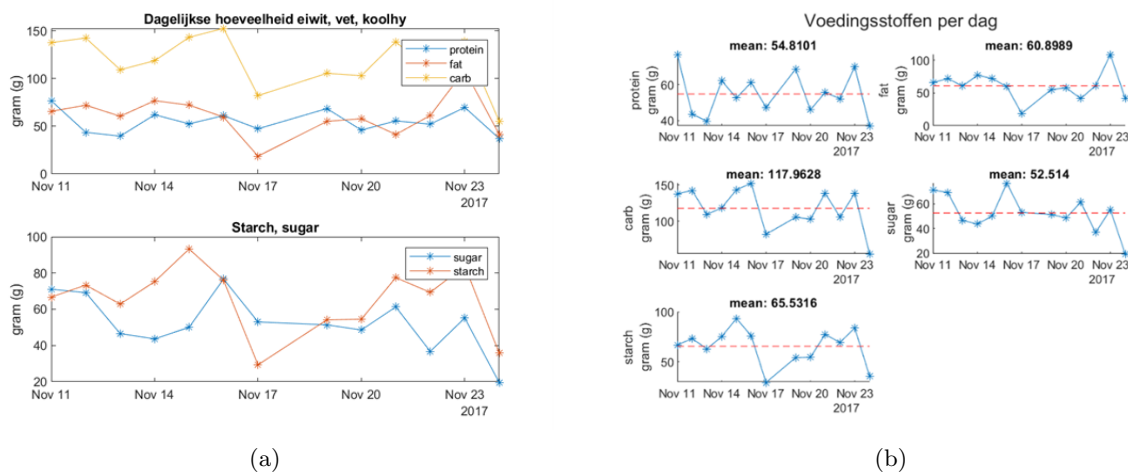 Dagelijkse hoeveelheid eiwit, vet, koolhy
150
100
50
0
gram (g)
protein
fat
carb
Nov 11 Nov 14 Nov 17 Nov 20 Nov 23
2017
Starch, sugar
100
80
60
40
20
gram (g)
sugar
starch
Nov 11 Nov 14 Nov 17 Nov 20 Nov 23
2017
(a)
Voedingsstoffen per dag
mean: 54.8101
protein
gram (g)
60
40
Nov 11 Nov 14 Nov 17 Nov 20 Nov 23
2017
mean: 60.8989
fat
gram (g)
100
50
0
Nov 11 Nov 14 Nov 17 Nov 20 Nov 23
2017
mean: 117.9628
carb
gram (g)
150
100
Nov 11 Nov 14 Nov 17 Nov 20 Nov 23
2017
mean: 52.514
sugar
gram (g)
60
40
20
Nov 11 Nov 14 Nov 17 Nov 20 Nov 23
2017
mean: 65.5316
starch
gram (g)
100
50
Nov 11 Nov 14 Nov 17 Nov 20 Nov 23
2017
(b)